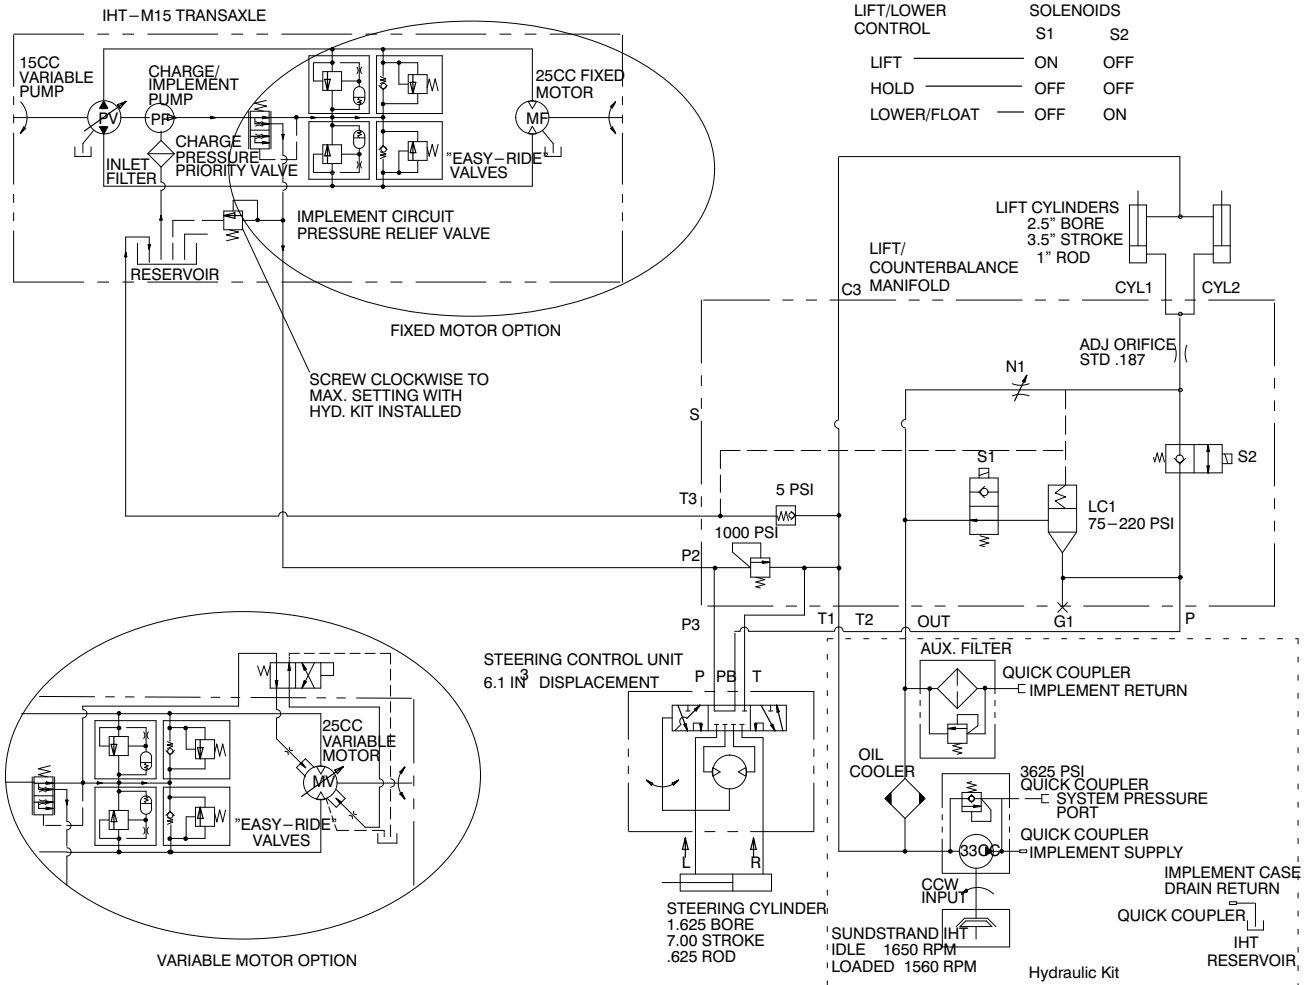 IHT-M15 TRANSAXLE
15CC
VARIABLE
PUMP
CHARGE/
IMPLEMENT
PUMP
25CC FIXED
MOTOR
PV
PF
MF
CHARGE
PRESSURE
PRIORITY VALVE
INLET
FILTER
"EASY-RIDE"
VALVES
IMPLEMENT CIRCUIT
PRESSURE RELIEF VALVE
RESERVOIR
FIXED MOTOR OPTION
SCREW CLOCKWISE TO
MAX. SETTING WITH
HYD. KIT INSTALLED
LIFT/LOWER
CONTROL
SOLENOIDS
S1 S2
LIFT ON OFF
HOLD OFF OFF
LOWER/FLOAT OFF ON
LIFT CYLINDERS
2.5" BORE
3.5" STROKE
1" ROD
LIFT/
COUNTERBALANCE
MANIFOLD
C3
CYL1
CYL2
ADJ ORIFICE
STD .187
N1
S
S1
S2
T3
5 PSI
LC1
75-220 PSI
1000 PSI
P2
P3
T1
T2
OUT
G1
P
STEERING CONTROL UNIT
6.1 IN3 DISPLACEMENT
P PB T
AUX. FILTER
QUICK COUPLER
IMPLEMENT RETURN
25CC
VARIABLE
MOTOR
MV
"EASY-RIDE"
VALVES
VARIABLE MOTOR OPTION
OIL
COOLER
3625 PSI
QUICK COUPLER
SYSTEM PRESSURE
PORT
QUICK COUPLER
IMPLEMENT SUPPLY
L
R
CCW
INPUT
STEERING CYLINDER
1.625 BORE
7.00 STROKE
.625 ROD
SUNDSTRAND IHT
IDLE 1650 RPM
LOADED 1560 RPM
IMPLEMENT CASE
DRAIN RETURN
QUICK COUPLER
IHT
RESERVOIR
Hydraulic Kit